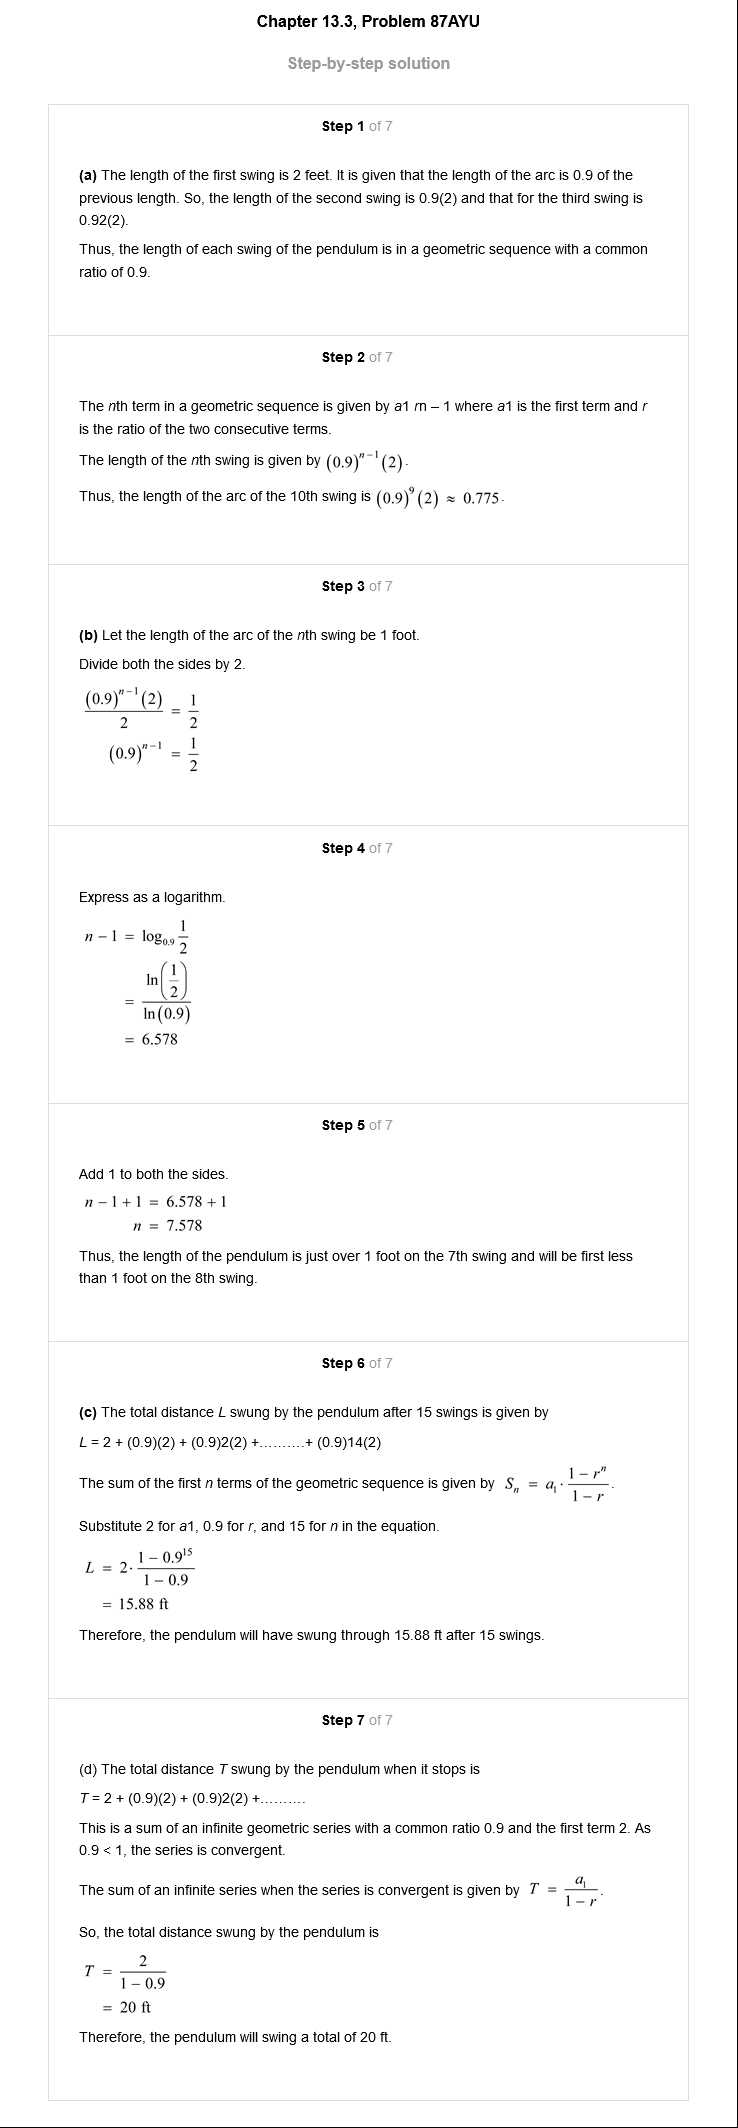 Chapter 13.3, Problem 87AYU
Step-by-step solution
Step 1 of 7
(a) The length of the first swing is 2 feet. It is given that the length of the arc is 0.9 of the
previous length. So, the length of the second swing is 0.9(2) and that for the third swing is
0.92(2).
Thus, the length of each swing of the pendulum is in a geometric sequence with a common
ratio of 0.9.
Step 2 of 7
The nth term in a geometric sequence is given by a1 rn – 1 where a1 is the first term and r
is the ratio of the two consecutive terms.
The length of the nth swing is given by (0.9)^{n−1}(2).
Thus, the length of the arc of the 10th swing is (0.9)^9(2) ≈ 0.775.
Step 3 of 7
(b) Let the length of the arc of the nth swing be 1 foot.
Divide both the sides by 2.
(0.9)^{n−1}(2)/2 = 1/2
(0.9)^{n−1} = 1/2
Step 4 of 7
Express as a logarithm.
n − 1 = log_{0.9} 1/2
= ln(1/2)/ln(0.9)
= 6.578
Step 5 of 7
Add 1 to both the sides.
n − 1 + 1 = 6.578 + 1
n = 7.578
Thus, the length of the pendulum is just over 1 foot on the 7th swing and will be first less
than 1 foot on the 8th swing.
Step 6 of 7
(c) The total distance L swung by the pendulum after 15 swings is given by
L = 2 + (0.9)(2) + (0.9)2(2) +..........+ (0.9)14(2)
The sum of the first n terms of the geometric sequence is given by S_n = a_1 · (1 − r^n)/(1 − r).
Substitute 2 for a1, 0.9 for r, and 15 for n in the equation.
L = 2 · (1 − 0.9^{15})/(1 − 0.9)
= 15.88 ft
Therefore, the pendulum will have swung through 15.88 ft after 15 swings.
Step 7 of 7
(d) The total distance T swung by the pendulum when it stops is
T = 2 + (0.9)(2) + (0.9)2(2) +..........
This is a sum of an infinite geometric series with a common ratio 0.9 and the first term 2. As
0.9 < 1, the series is convergent.
The sum of an infinite series when the series is convergent is given by T = a_1/(1 − r).
So, the total distance swung by the pendulum is
T = 2/(1 − 0.9)
= 20 ft
Therefore, the pendulum will swing a total of 20 ft.